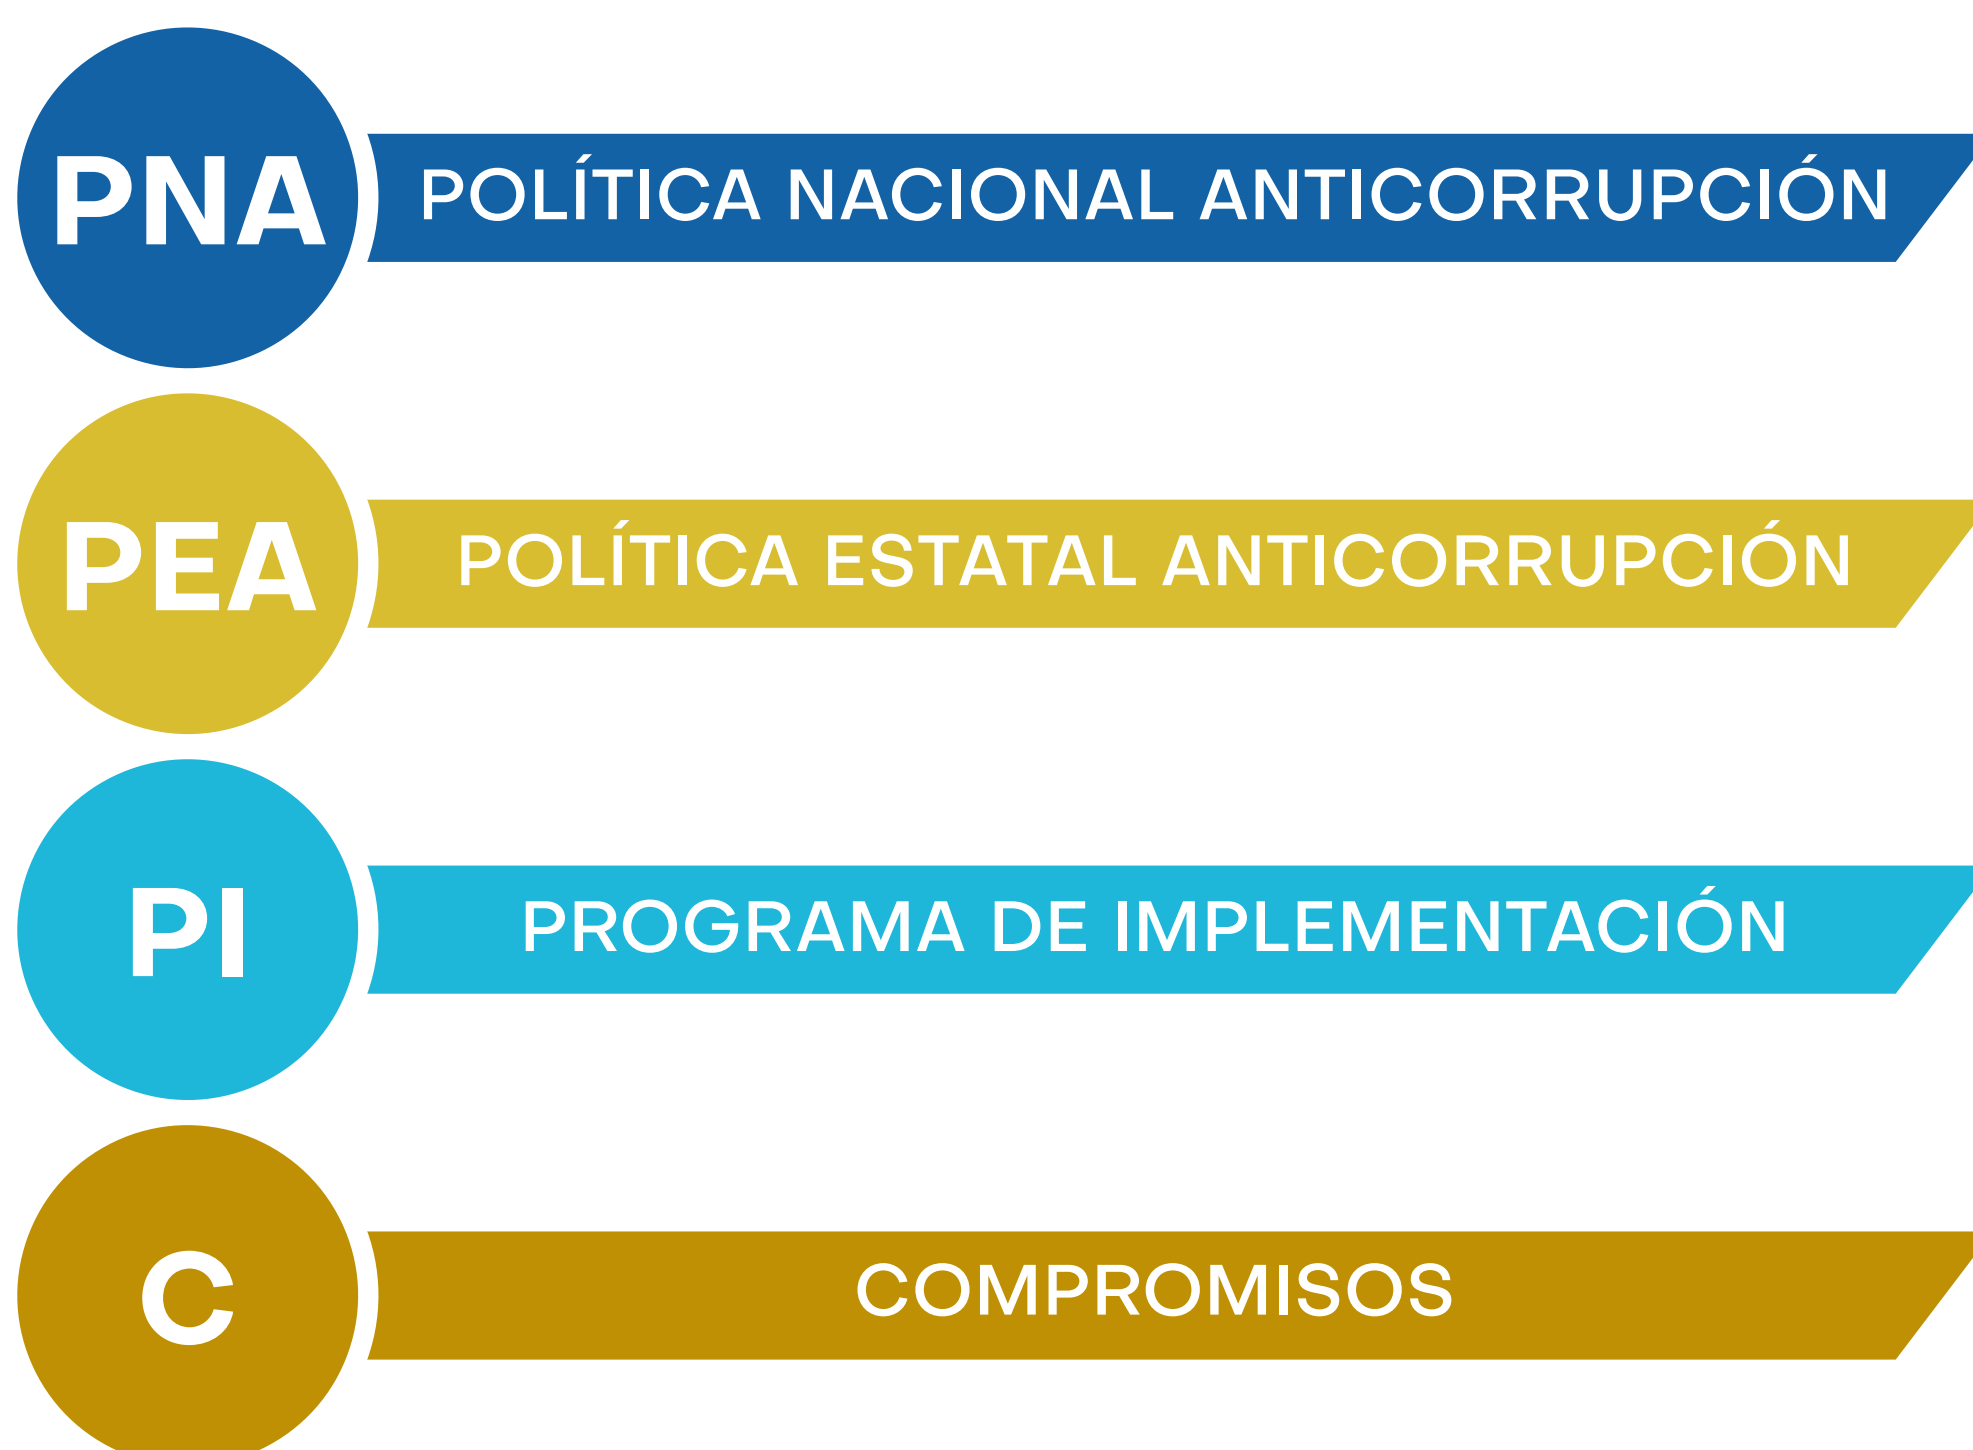 PNA
POLÍTICA NACIONAL ANTICORRUPCIÓN
PEA
POLÍTICA ESTATAL ANTICORRUPCIÓN
PI
PROGRAMA DE IMPLEMENTACIÓN
C
COMPROMISOS